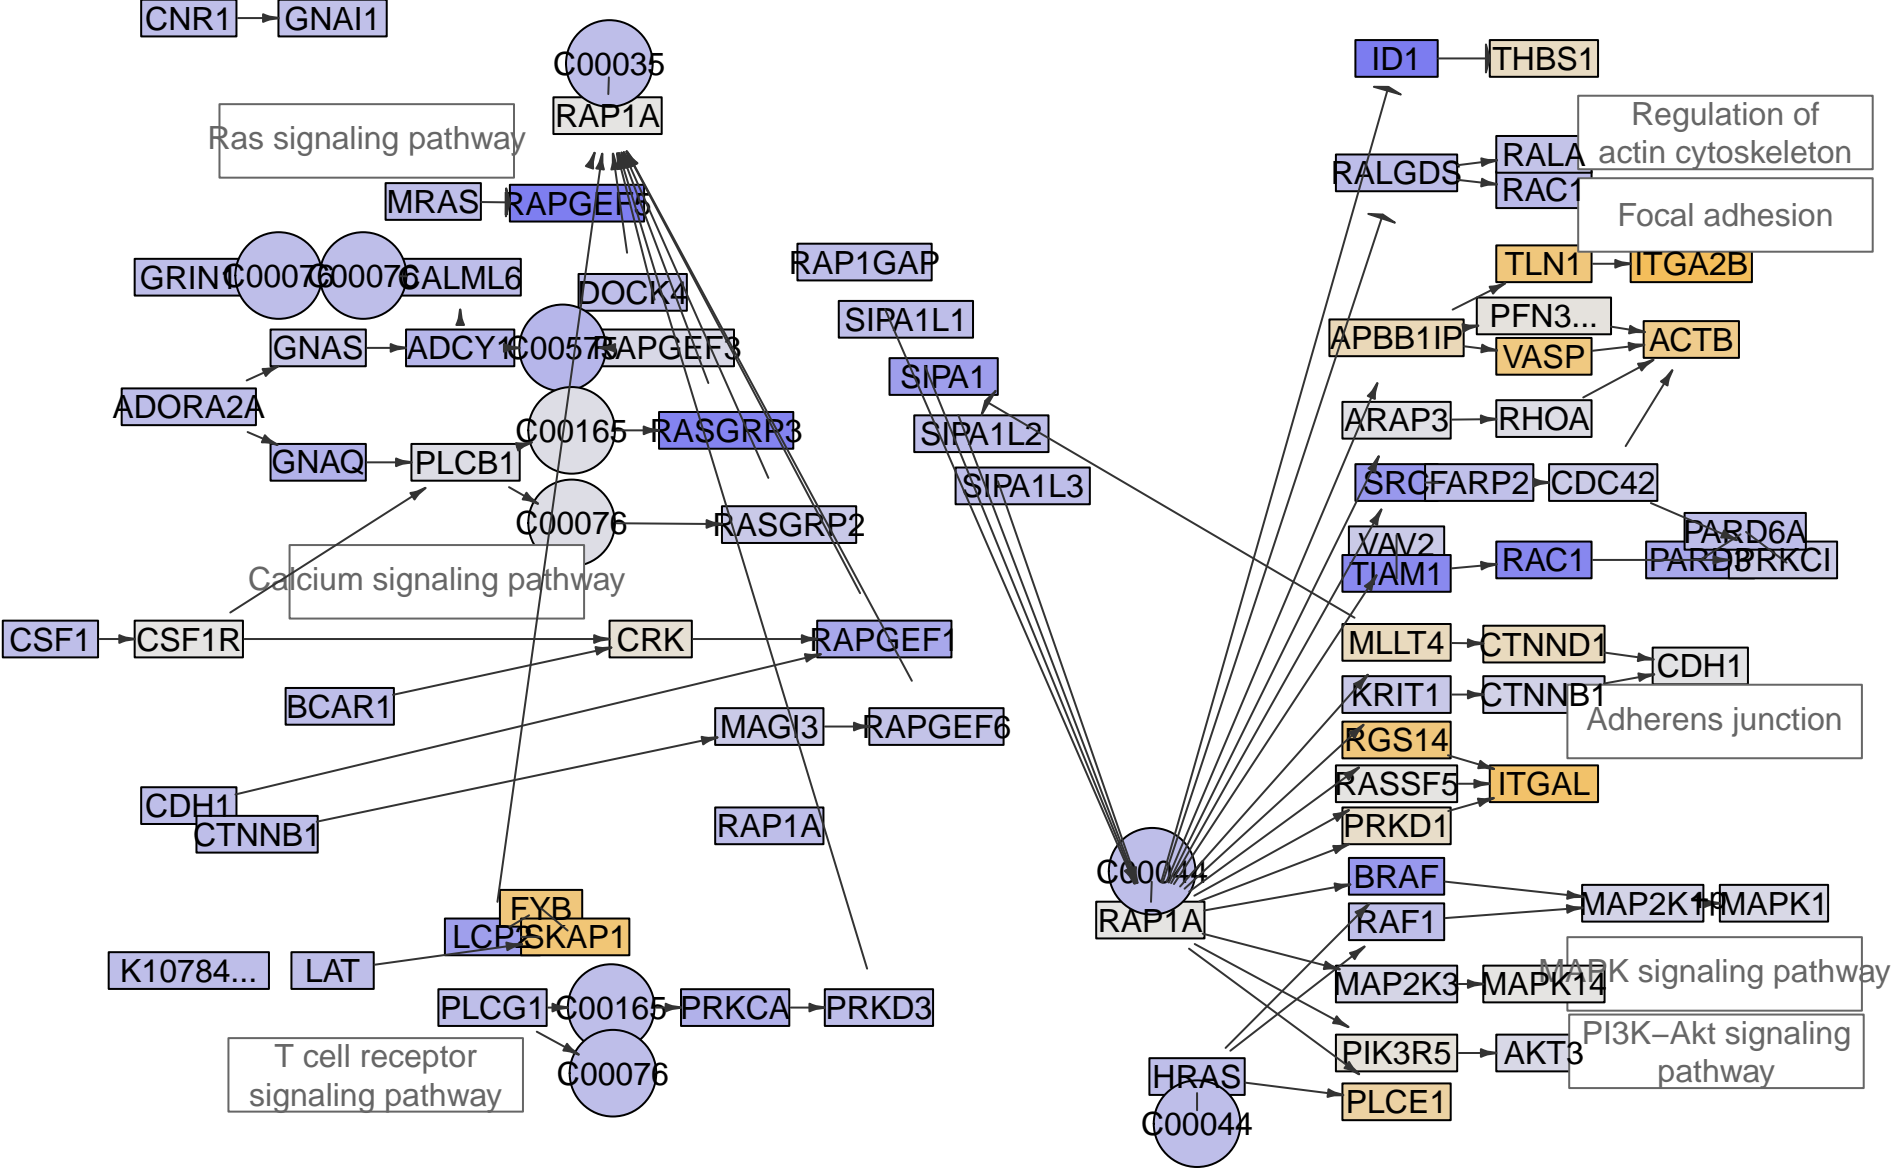 CNR1
GNAI1
C00035
RAP1A
Ras signaling pathway
MRAS
RAPGEF5
GRIN1
C00076
C00076
CALML6
DOCK4
GNAS
ADCY1
C00575
RAPGEF3
ADORA2A
GNAQ
PLCB1
C00165
RASGRP3
C00076
RASGRP2
Calcium signaling pathway
CSF1
CSF1R
CRK
RAPGEF1
BCAR1
MAGI3
RAPGEF6
CDH1
CTNNB1
RAP1A
FYB
LCP2
SKAP1
K10784...
LAT
PLCG1
C00165
PRKCA
PRKD3
C00076
T cell receptor
signaling pathway
RAP1GAP
SIPA1L1
SIPA1
SIPA1L2
SIPA1L3
C00044
RAP1A
HRAS
C00044
ID1
THBS1
Regulation of
actin cytoskeleton
RALGDS
RALA
RAC1
Focal adhesion
TLN1
ITGA2B
APBB1IP
PFN3...
VASP
ACTB
ARAP3
RHOA
SRC
FARP2
CDC42
VAV2
TIAM1
RAC1
PARD6A
PARD3
PRKCI
MLLT4
CTNND1
CDH1
KRIT1
CTNNB1
Adherens junction
RGS14
RASSF5
ITGAL
PRKD1
BRAF
RAF1
MAP2K1
+p
MAPK1
MAP2K3
MAPK14
MAPK signaling pathway
PIK3R5
AKT3
PI3K−Akt signaling
pathway
PLCE1